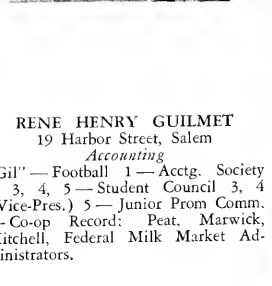 RENE HENRY GUILMET
19 Harbor Street, Salem
Accounting
Gil" — Football 1 — Acctg. Society
3, 4, 5 — Student Council 3, 4
Vice-Pres.) 5 — Junior Prom Comm.
- Co-op Record: Peat, Marwick,
itchell, Federal Milk Market Ad-
inistrators.